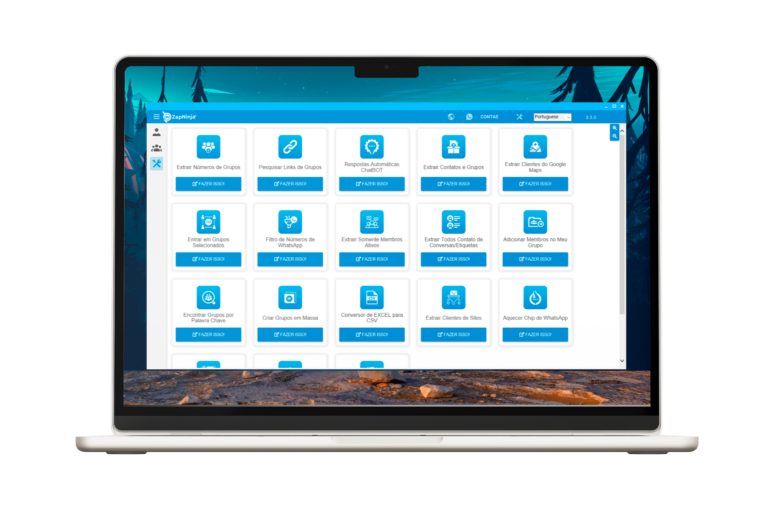 ZapNinja
CONTAS
Portuguese
Extrair Números de Grupos
Pesquisar Links de Grupos
Respostas Automáticas
ChatBOT
Extrair Contatos e Grupos
Extrair Clientes do Google
Maps
FAZER ISSO!
FAZER ISSO!
FAZER ISSO!
FAZER ISSO!
FAZER ISSO!
Entrar em Grupos
Selecionados
Filtro de Números de
WhatsApp
Extrair Somente Membros
Ativos
Extrair Todos Contato de
Conversas/Etiquetas
Adicionar Membros no Meu
Grupo
FAZER ISSO!
FAZER ISSO!
FAZER ISSO!
FAZER ISSO!
FAZER ISSO!
Encontrar Grupos por
Palavra Chave
Criar Grupos em Massa
Conversor de EXCEL para
CSV
Extrair Clientes de Sites
Aquecer Chip de WhatsApp
FAZER ISSO!
FAZER ISSO!
FAZER ISSO!
FAZER ISSO!
FAZER ISSO!